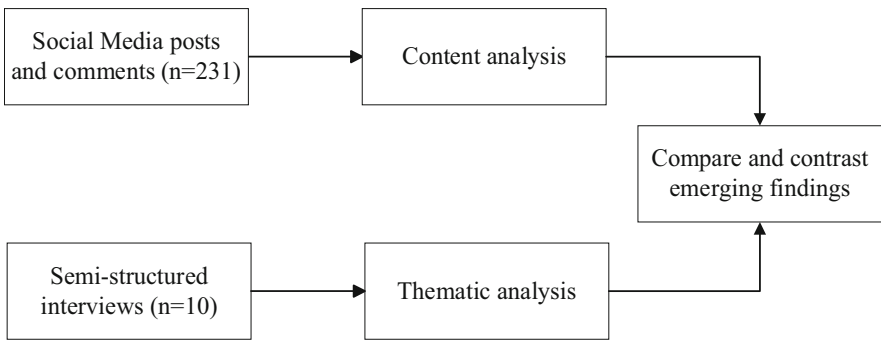 Social Media posts
and comments (n=231)
Content analysis
Compare and contrast
emerging findings
Semi-structured
interviews (n=10)
Thematic analysis